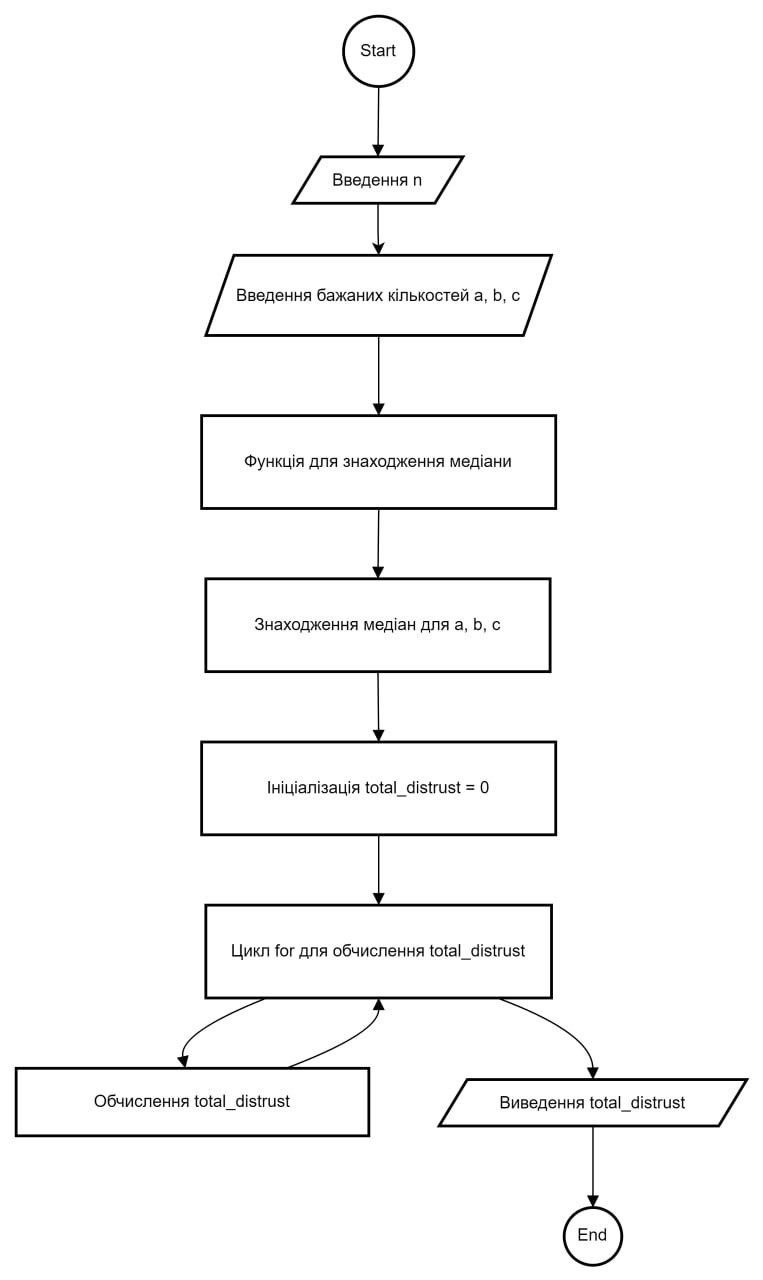 Start
Введення n
Введення бажаних кількостей a, b, c
Функція для знаходження медіани
Знаходження медіан для a, b, c
Ініціалізація total_distrust = 0
Цикл for для обчислення total_distrust
Обчислення total_distrust
Виведення total_distrust
End